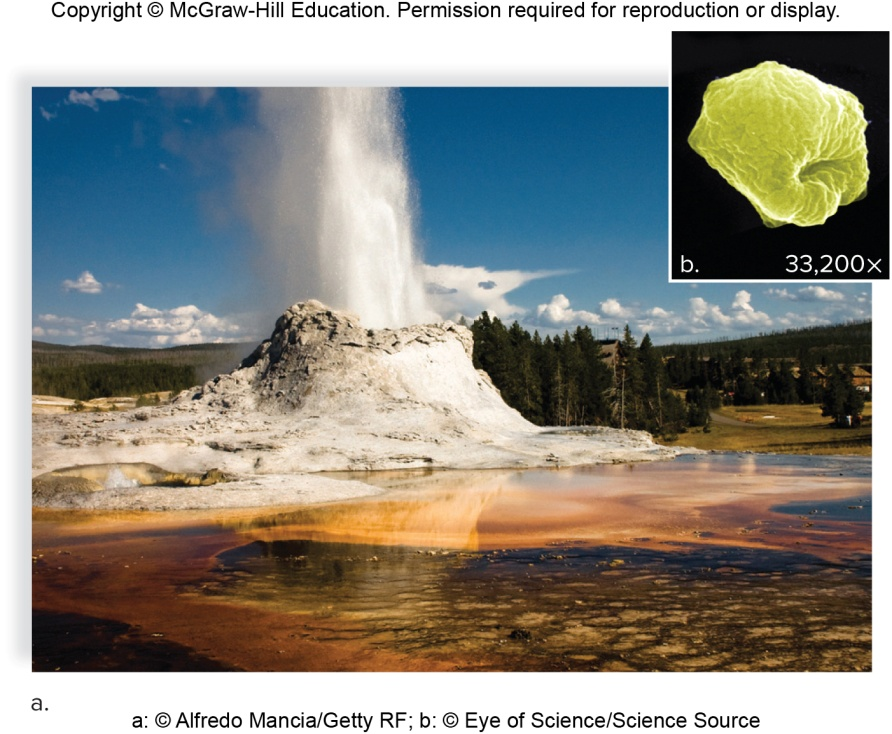 Copyright © McGraw-Hill Education. Permission required for reproduction or display.
b. 33,200×
a.
a: © Alfredo Mancia/Getty RF; b: © Eye of Science/Science Source